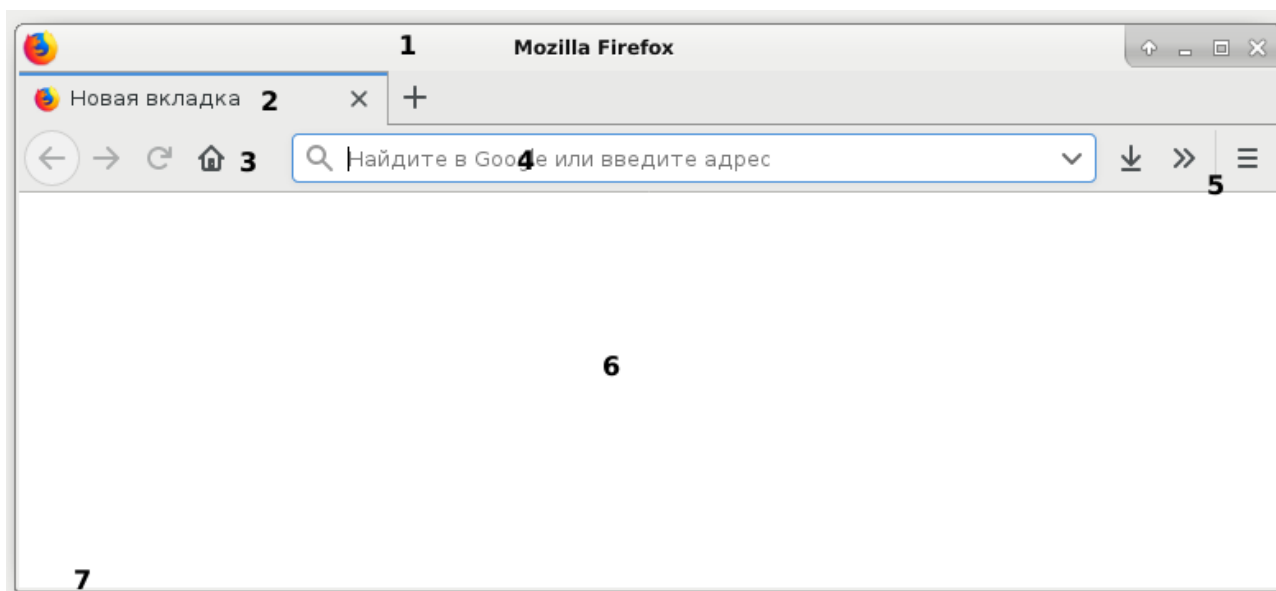 1 Mozilla Firefox
Новая вкладка 2
3 Найдите в Google или введите адрес 4
5
6
7